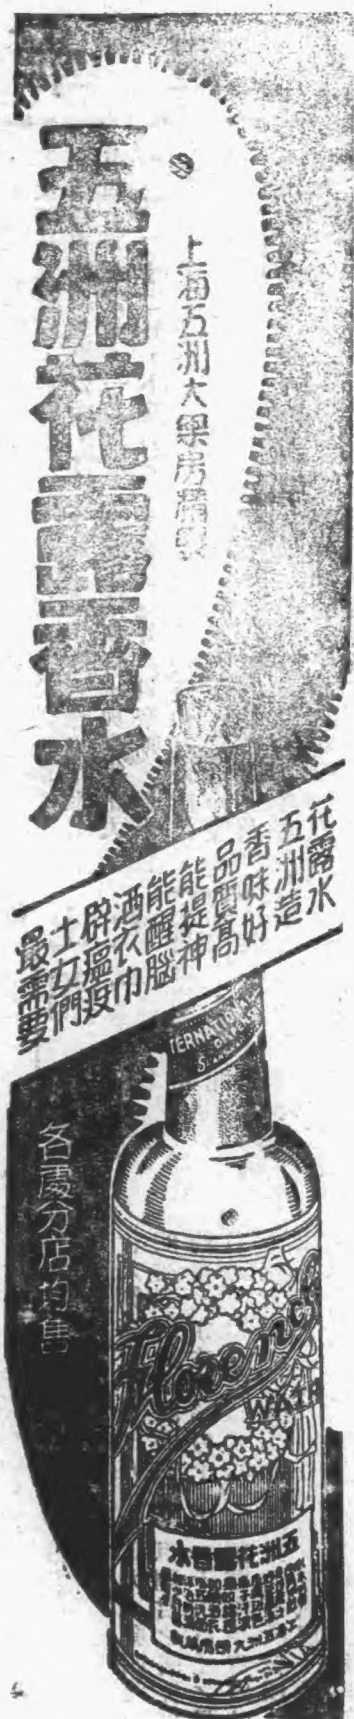 五洲花露香水
上海五洲大藥房精製
花露水
五洲造
香味好
品質高
能提神
能醒腦
洒衣巾
辟瘟疫
士女們
最需要
TERNATIONAL
DISPENS
各處分店均售
Florence
WATE
五洲花露香水